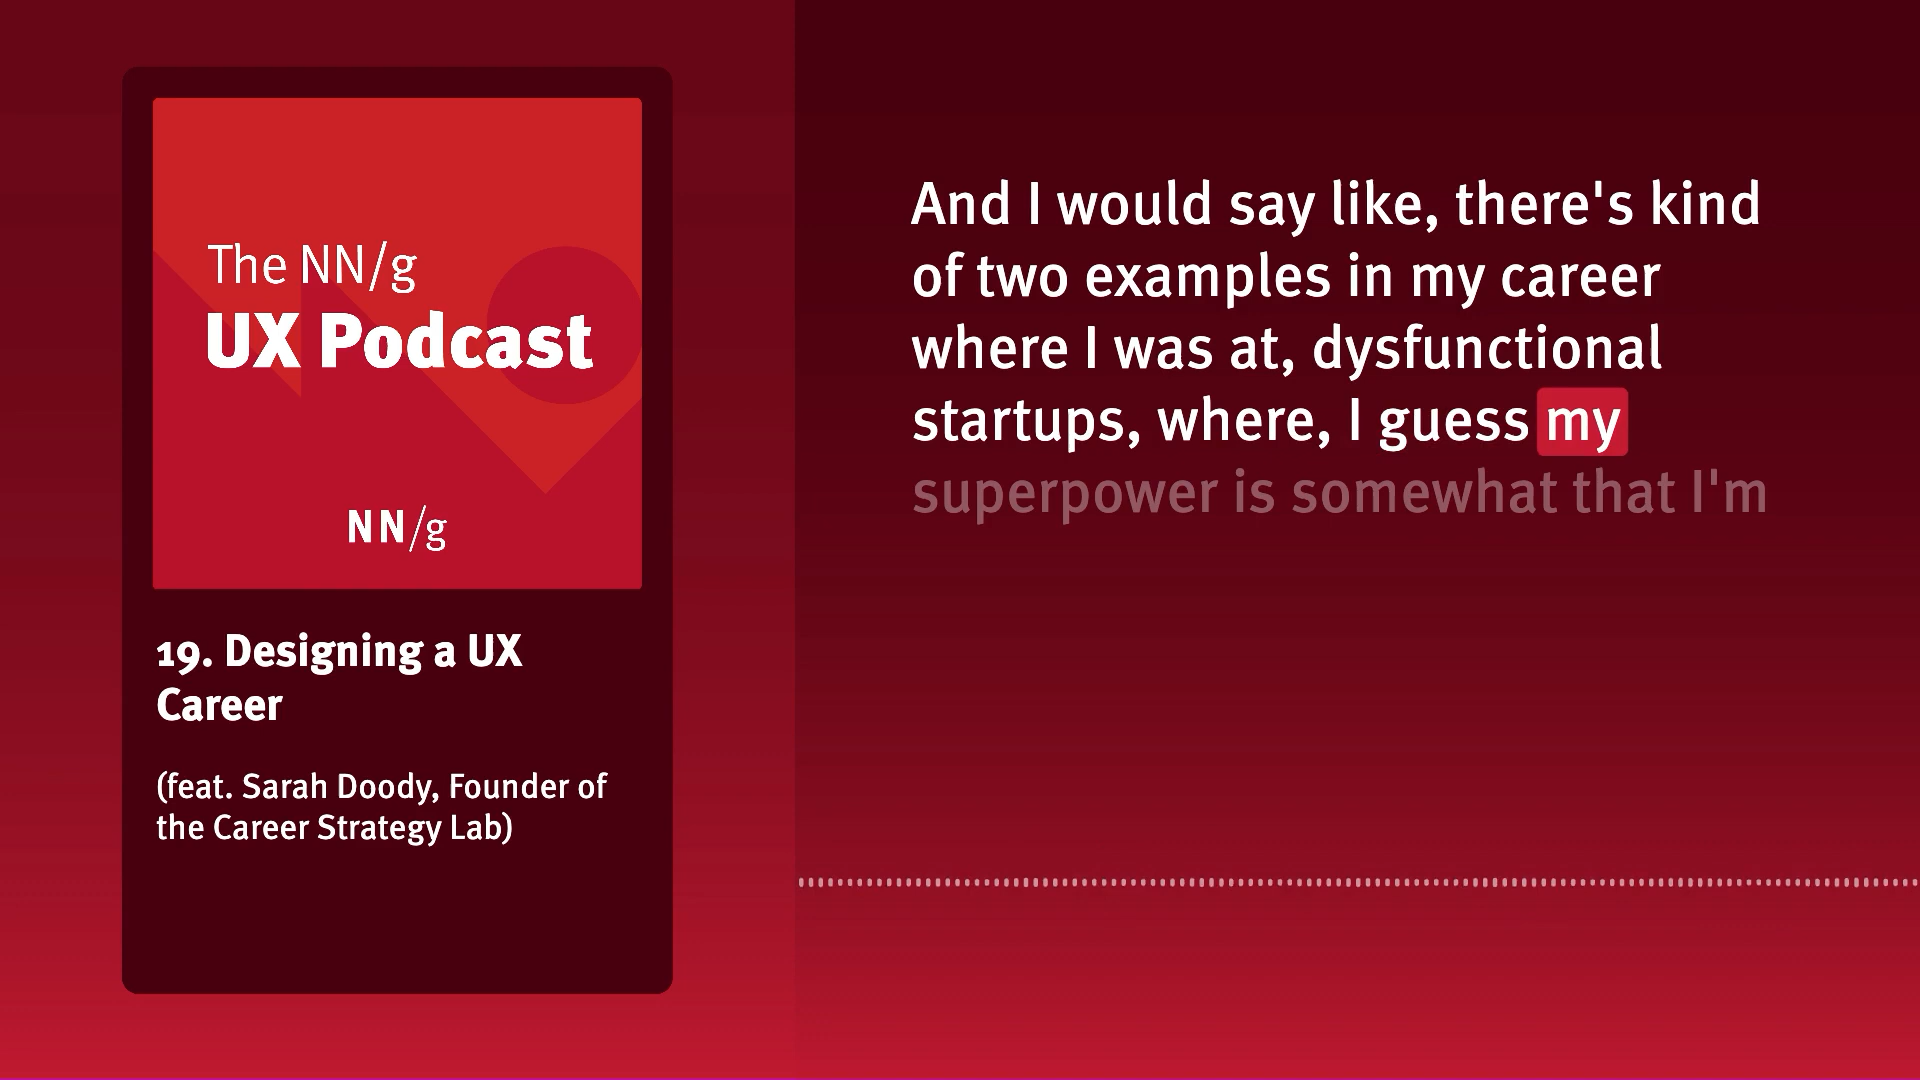 The NN/g
UX Podcast
NN/g
19. Designing a UX
Career
(feat. Sarah Doody, Founder of
the Career Strategy Lab)
And I would say like, there's kind
of two examples in my career
where I was at, dysfunctional
startups, where, I guess my
superpower is somewhat that I'm